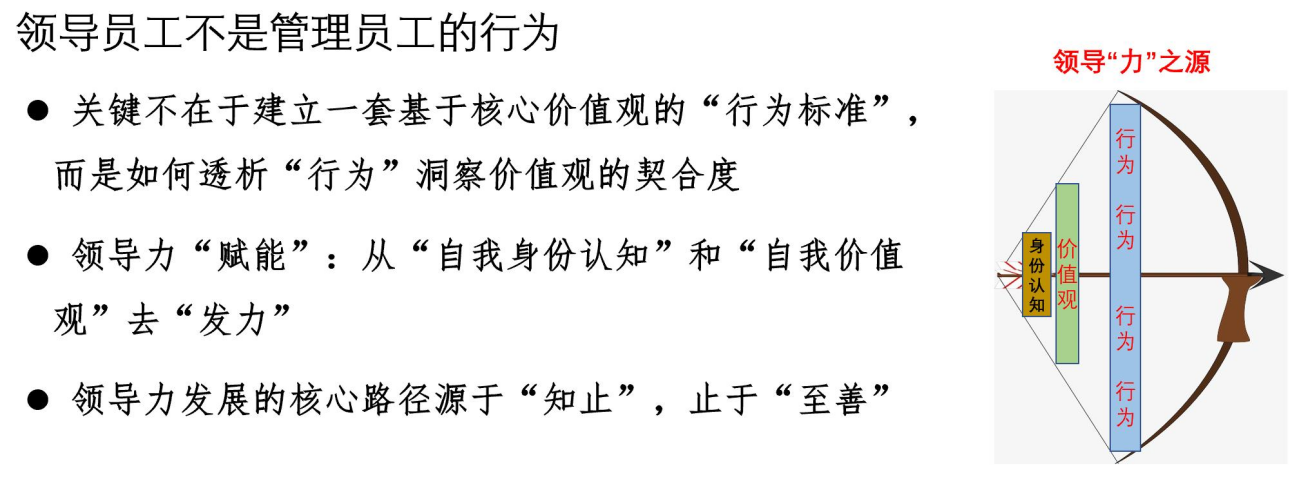 领导员工不是管理员工的行为
● 关键不在于建立一套基于核心价值观的“行为标准”，
而是如何透析“行为”洞察价值观的契合度
● 领导力“赋能”：从“自我身份认知”和“自我价值
观”去“发力”
● 领导力发展的核心路径源于“知止”，止于“至善”
领导“力”之源
身份认知
价值观
行为
行为
行为
行为